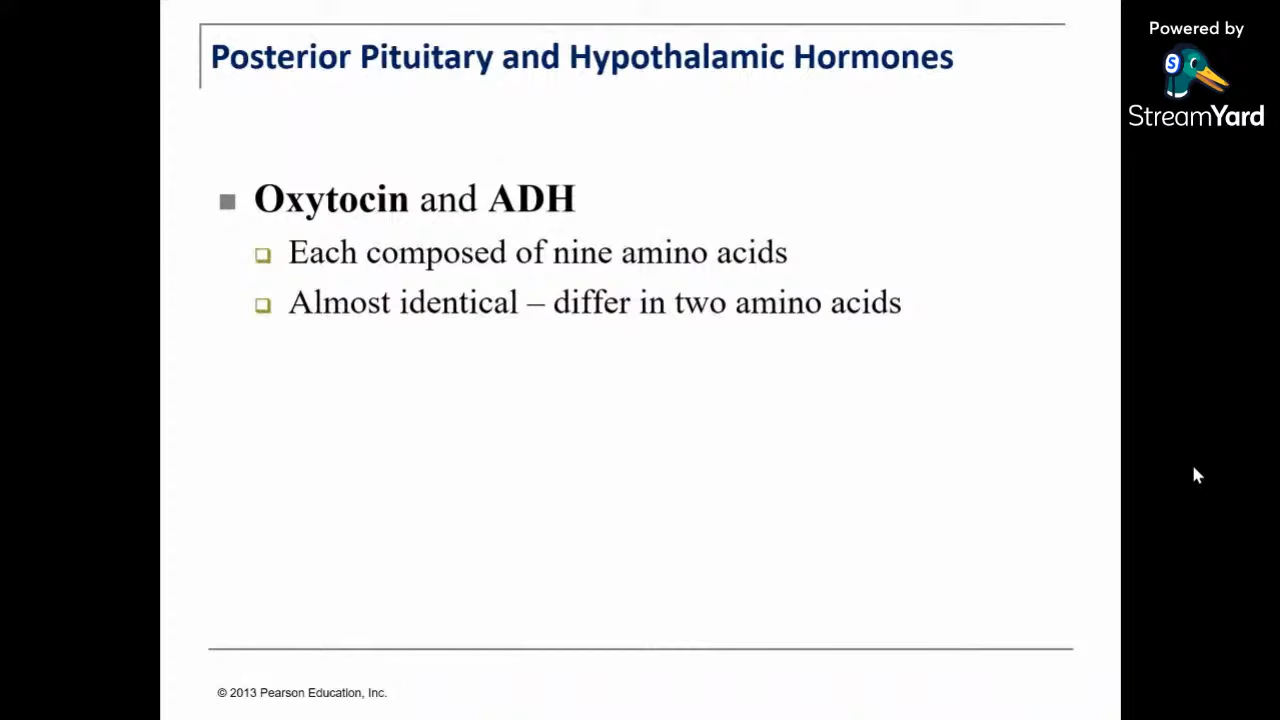 Posterior Pituitary and Hypothalamic Hormones
Powered by
S
StreamYard
Oxytocin and ADH
Each composed of nine amino acids
Almost identical – differ in two amino acids
© 2013 Pearson Education, Inc.